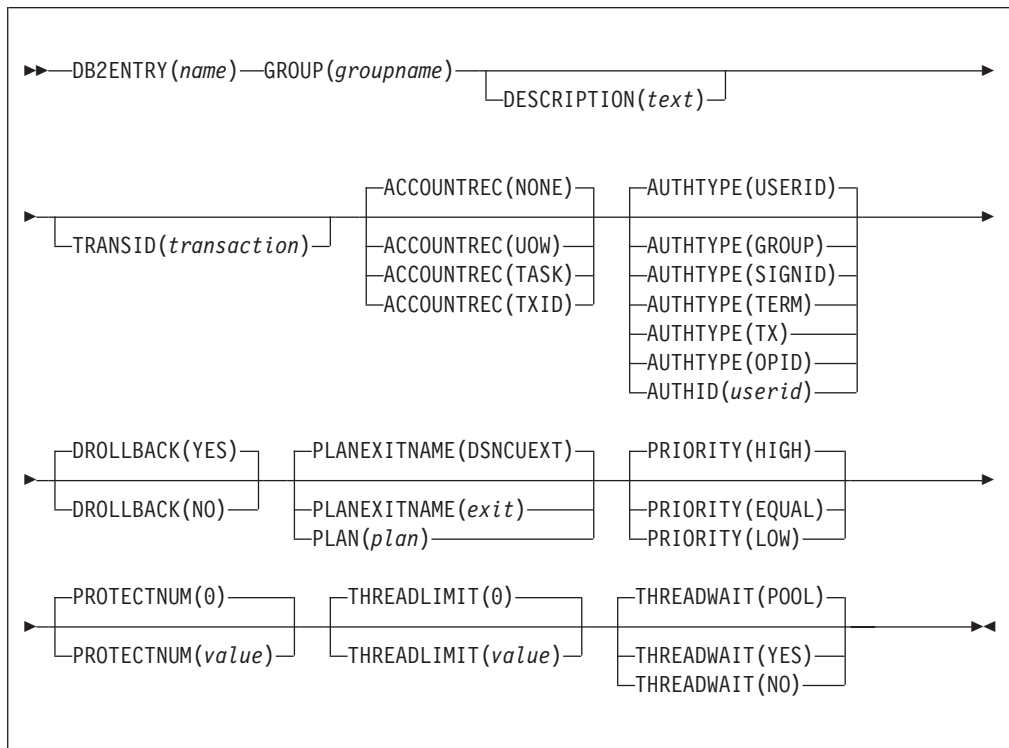 DB2ENTRY(name) GROUP(groupname)
DESCRIPTION(text)
ACCOUNTREC(NONE) AUTHTYPE(USERID)
TRANSID(transaction) ACCOUNTREC(UOW) AUTHTYPE(GROUP)
ACCOUNTREC(TASK) AUTHTYPE(SIGNID)
ACCOUNTREC(TXID) AUTHTYPE(TERM)
AUTHTYPE(TX)
AUTHTYPE(OPID)
AUTHID(userid)
DROLLBACK(YES) PLANEXITNAME(DSNCUEXT) PRIORITY(HIGH)
DROLLBACK(NO) PLANEXITNAME(exit) PRIORITY(EQUAL)
PLAN(plan) PRIORITY(LOW)
PROTECTNUM(0) THREADLIMIT(0) THREADWAIT(POOL)
PROTECTNUM(value) THREADLIMIT(value) THREADWAIT(YES)
THREADWAIT(NO)